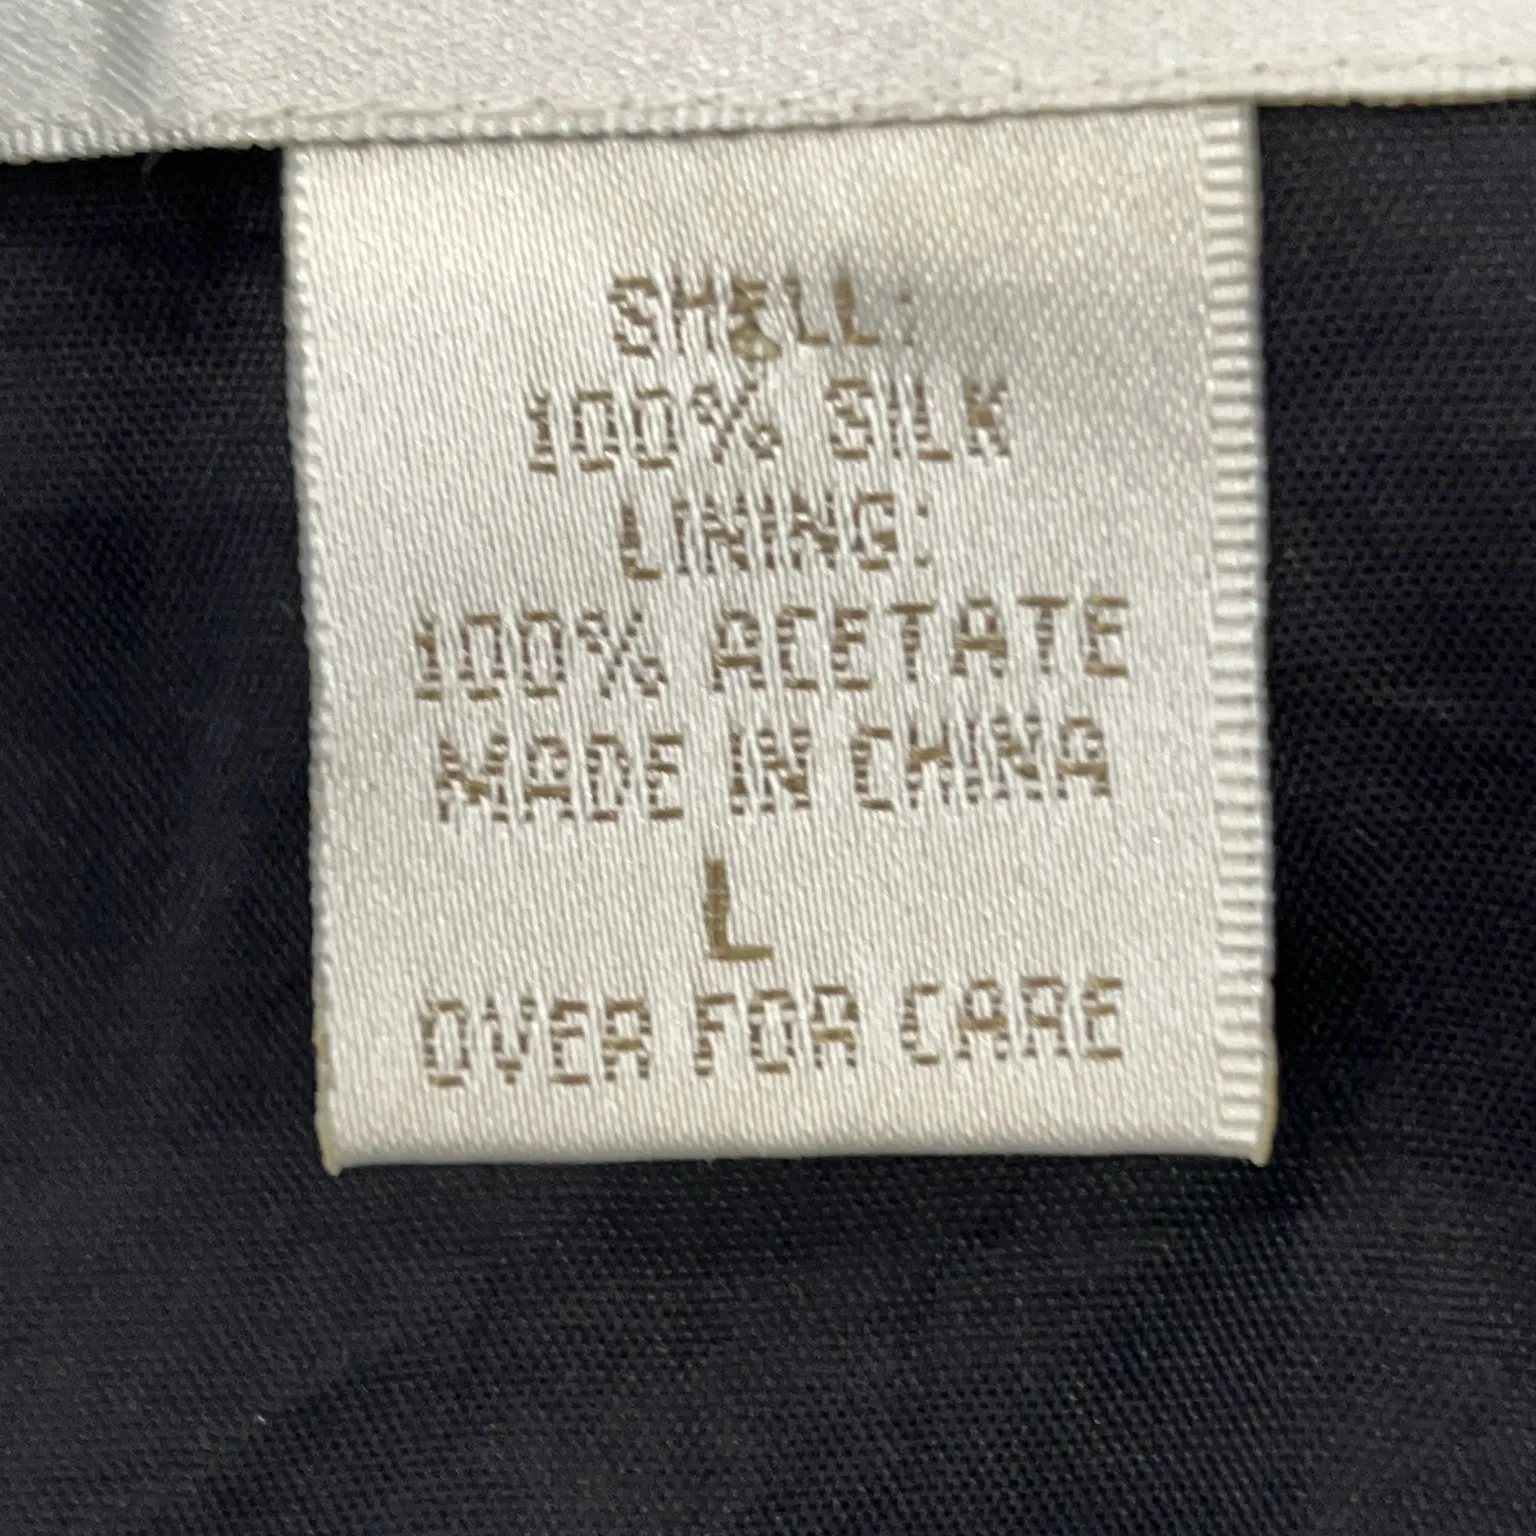 SHELL:
100% SILK
LINING:
100% ACETATE
MADE IN CHINA
L
OVER FOR CARE